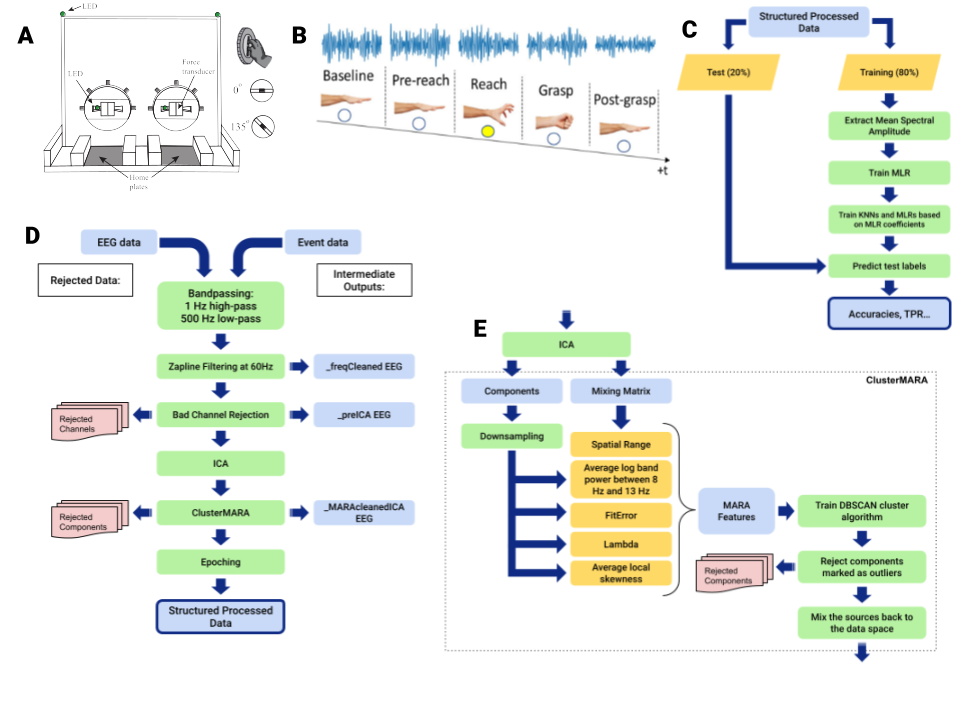 A
LED
LED
Force
transducer
0°
135°
Home
plates
B
Baseline
Pre-reach
Reach
Grasp
Post-grasp
+t
C
Structured Processed
Data
Test (20%)
Training (80%)
Extract Mean Spectral
Amplitude
Train MLR
Train KNNs and MLRs based
on MLR coefficients
Predict test labels
Accuracies, TPR...
D
EEG data
Event data
Rejected Data:
Intermediate
Outputs:
Bandpassing:
1 Hz high-pass
500 Hz low-pass
Zapline Filtering at 60Hz
_freqCleaned EEG
Rejected
Channels
Bad Channel Rejection
_preICA EEG
ICA
Rejected
Components
ClusterMARA
_MARAcleanedICA
EEG
Epoching
Structured Processed
Data
E
ICA
ClusterMARA
Components
Mixing Matrix
Downsampling
Spatial Range
Average log band
power between 8
Hz and 13 Hz
FitError
Lambda
Average local
skewness
MARA
Features
Train DBSCAN cluster
algorithm
Rejected
Components
Reject components
marked as outliers
Mix the sources back to
the data space